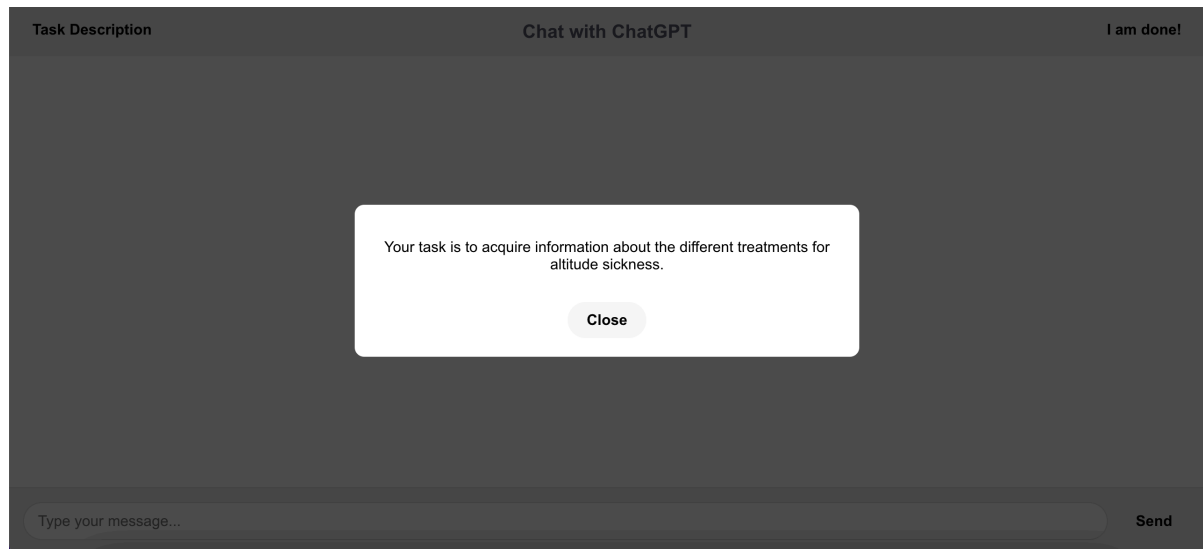 Task Description
Chat with ChatGPT
I am done!
Your task is to acquire information about the different treatments for
altitude sickness.
Close
Type your message...
Send